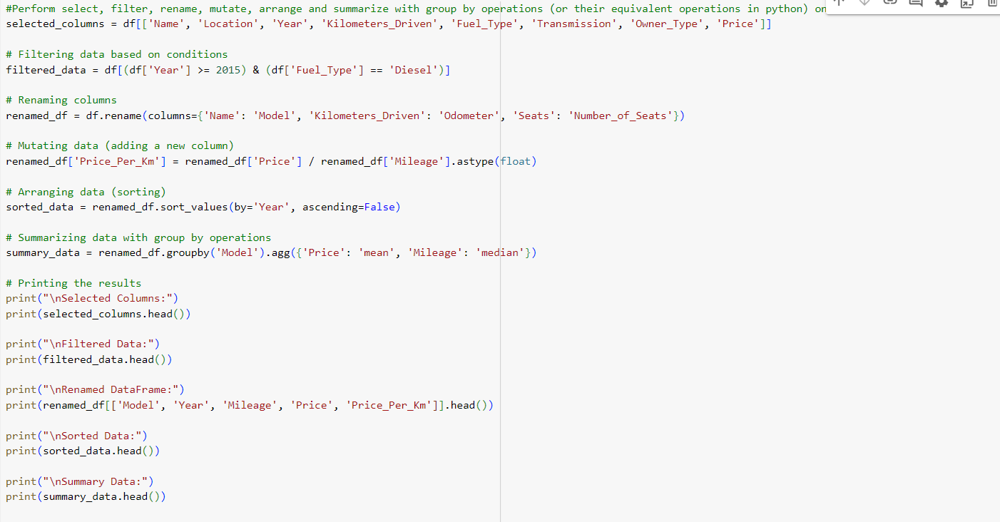 #Perform select, filter, rename, mutate, arrange and summarize with group by operations (or their equivalent operations in python) on
selected_columns = df[['Name', 'Location', 'Year', 'Kilometers_Driven', 'Fuel_Type', 'Transmission', 'Owner_Type', 'Price']]

# Filtering data based on conditions
filtered_data = df[(df['Year'] >= 2015) & (df['Fuel_Type'] == 'Diesel')]

# Renaming columns
renamed_df = df.rename(columns={'Name': 'Model', 'Kilometers_Driven': 'Odometer', 'Seats': 'Number_of_Seats'})

# Mutating data (adding a new column)
renamed_df['Price_Per_Km'] = renamed_df['Price'] / renamed_df['Mileage'].astype(float)

# Arranging data (sorting)
sorted_data = renamed_df.sort_values(by='Year', ascending=False)

# Summarizing data with group by operations
summary_data = renamed_df.groupby('Model').agg({'Price': 'mean', 'Mileage': 'median'})

# Printing the results
print("\nSelected Columns:")
print(selected_columns.head())

print("\nFiltered Data:")
print(filtered_data.head())

print("\nRenamed DataFrame:")
print(renamed_df[['Model', 'Year', 'Mileage', 'Price', 'Price_Per_Km']].head())

print("\nSorted Data:")
print(sorted_data.head())

print("\nSummary Data:")
print(summary_data.head())